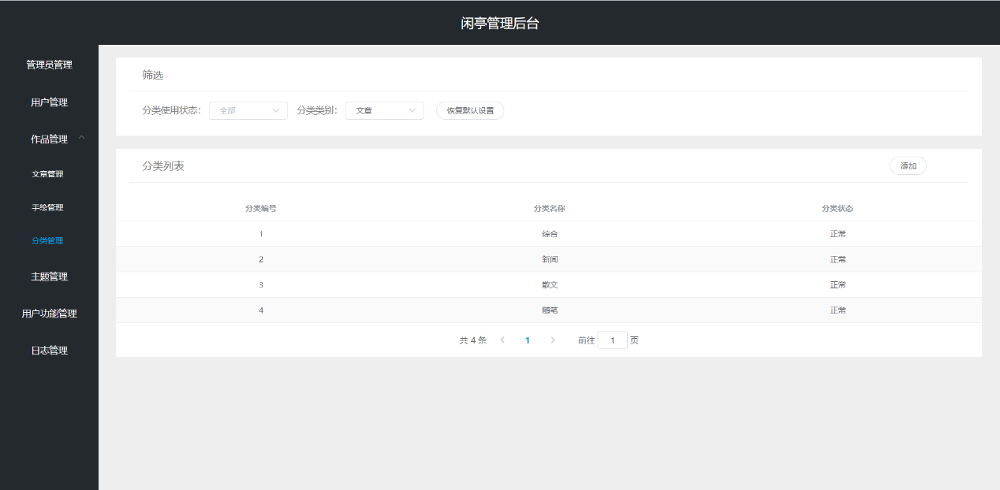 闲亭管理后台
管理员管理
用户管理
作品管理
文章管理
手绘管理
分类管理
主题管理
用户功能管理
日志管理
筛选
分类使用状态： 全部 分类类别： 文章 恢复默认设置
分类列表 添加
分类编号 分类名称 分类状态
1 综合 正常
2 新闻 正常
3 散文 正常
4 随笔 正常
共 4 条 1 前往 1 页